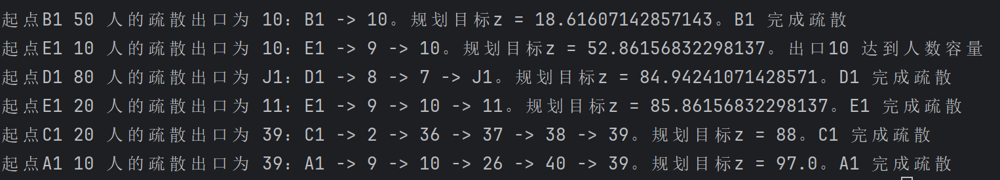 起点B1 50 人的疏散出口为 10：B1 -> 10。规划目标z = 18.61607142857143。B1 完成疏散
起点E1 10 人的疏散出口为 10：E1 -> 9 -> 10。规划目标z = 52.86156832298137。出口10 达到人数容量
起点D1 80 人的疏散出口为 J1：D1 -> 8 -> 7 -> J1。规划目标z = 84.94241071428571。D1 完成疏散
起点E1 20 人的疏散出口为 11：E1 -> 9 -> 10 -> 11。规划目标z = 85.86156832298137。E1 完成疏散
起点C1 20 人的疏散出口为 39：C1 -> 2 -> 36 -> 37 -> 38 -> 39。规划目标z = 88。C1 完成疏散
起点A1 10 人的疏散出口为 39：A1 -> 9 -> 10 -> 26 -> 40 -> 39。规划目标z = 97.0。A1 完成疏散